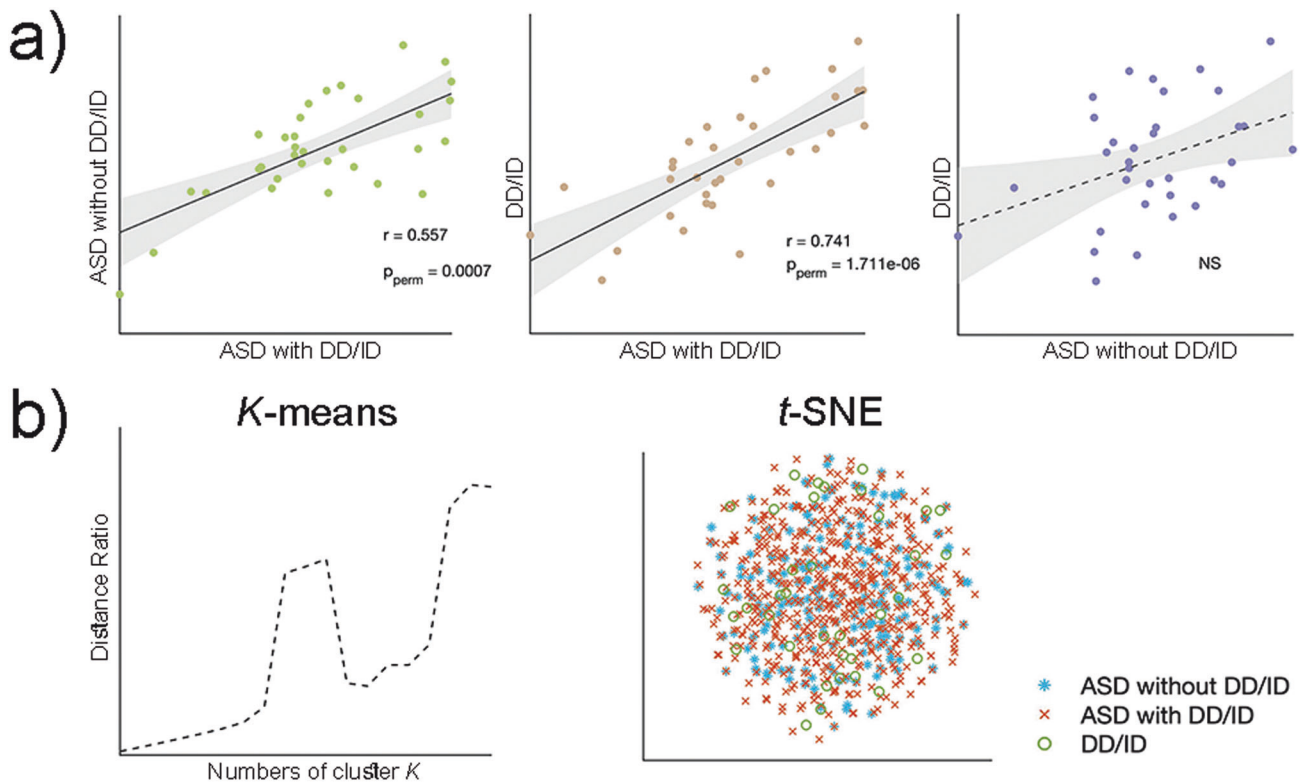 a)
ASD without DD/ID
r = 0.557
p_perm = 0.0007
ASD with DD/ID
DD/ID
r = 0.741
p_perm = 1.711e-06
ASD with DD/ID
DD/ID
NS
ASD without DD/ID
b)
K-means
Distance Ratio
Numbers of cluster K
t-SNE
ASD without DD/ID
ASD with DD/ID
DD/ID